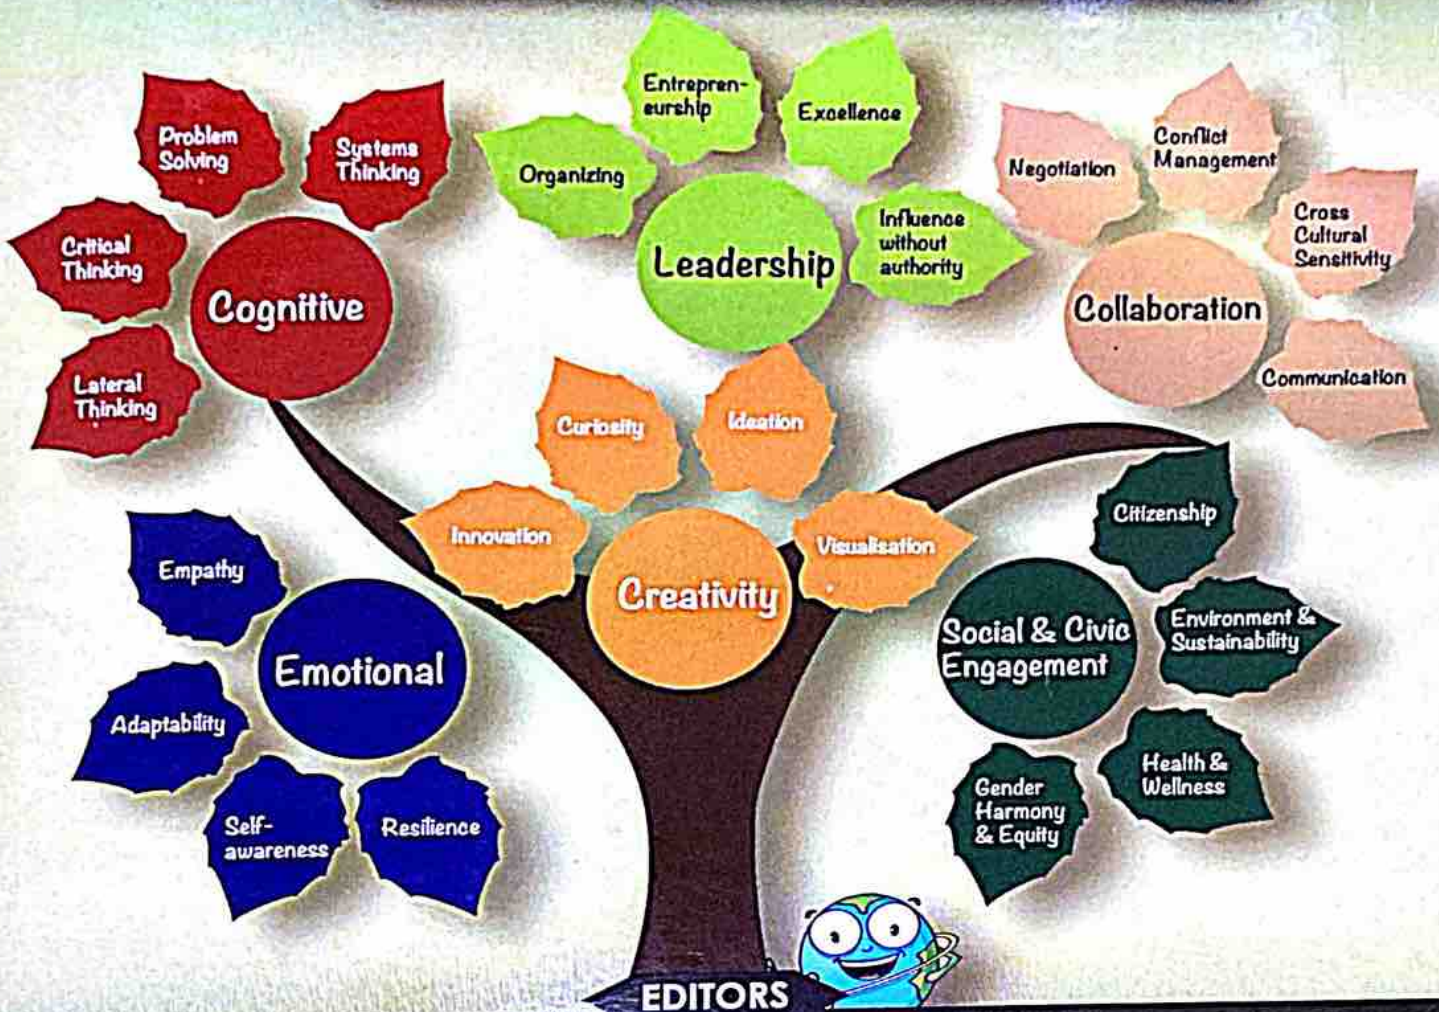 Problem
Solving
Systems
Thinking
Critical
Thinking
Lateral
Thinking
Cognitive
Organizing
Entrepren-
eurship
Excellence
Influence
without
authority
Leadership
Negotiation
Conflict
Management
Cross
Cultural
Sensitivity
Communication
Collaboration
Innovation
Curiosity
Ideation
Visualisation
Creativity
Empathy
Adaptability
Self-
awareness
Resilience
Emotional
Citizenship
Environment &
Sustainability
Health &
Wellness
Gender
Harmony
& Equity
Social & Civic
Engagement
EDITORS